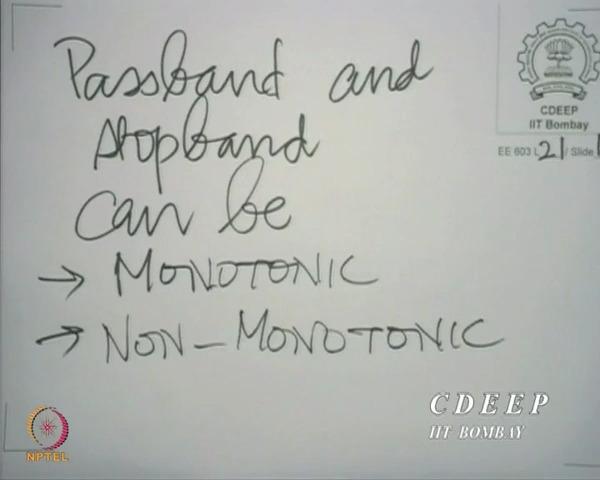 Passband and
stopband
can be
→ MONOTONIC
→ NON-MONOTONIC
CDEEP
IIT Bombay
EE 603 L 21 / Slide 1
NPTEL
CDEEP
IIT BOMBAY